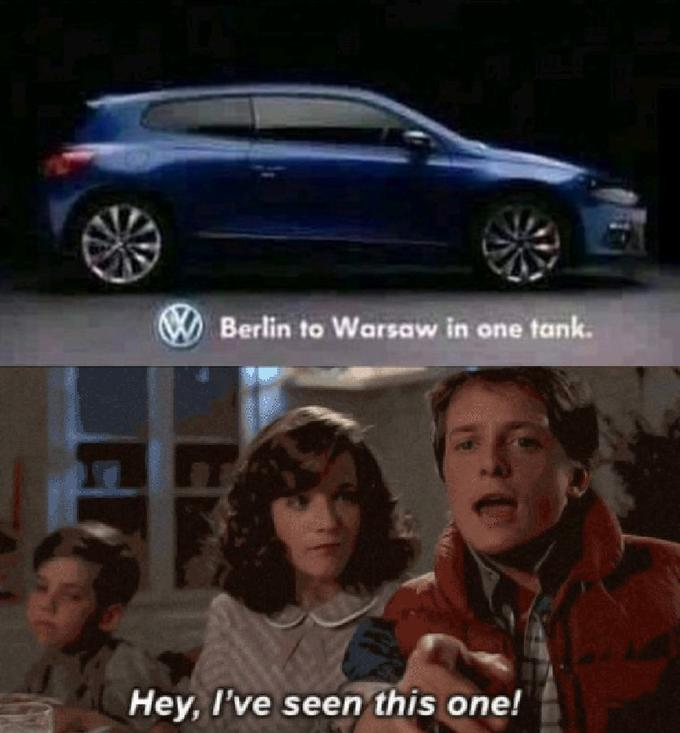 Berlin to Warsaw in one tank.
Hey, I've seen this one!